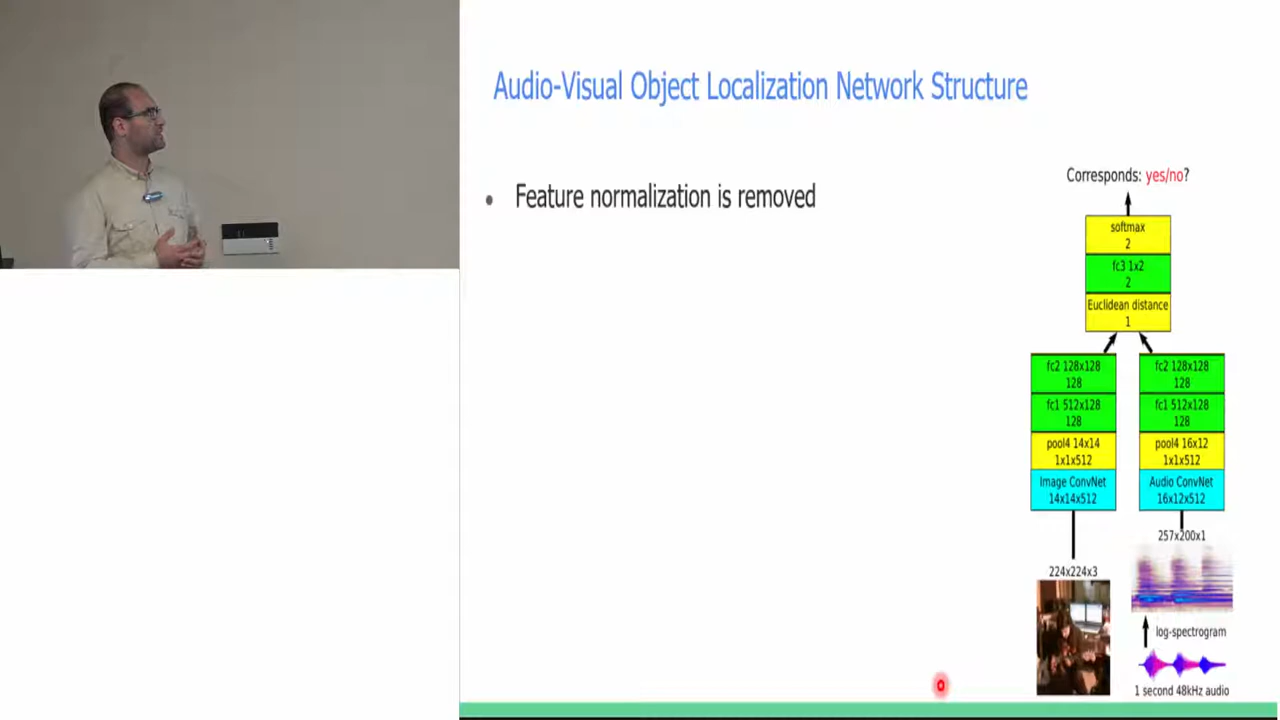 Audio-Visual Object Localization Network Structure
• Feature normalization is removed
Corresponds: yes/no?
softmax
2
fc3 1x2
2
Euclidean distance
1
fc2 128x128
128
fc1 512x128
128
pool4 14x14
1x1x512
Image ConvNet
14x14x512
224x224x3
fc2 128x128
128
fc1 512x128
128
pool4 16x12
1x1x512
Audio ConvNet
16x12x512
257x200x1
log-spectrogram
1 second 48kHz audio